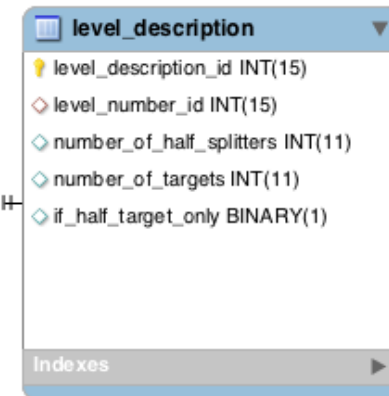 level_description
level_description_id INT(15)
level_number_id INT(15)
number_of_half_splitters INT(11)
number_of_targets INT(11)
if_half_target_only BINARY(1)
Indexes